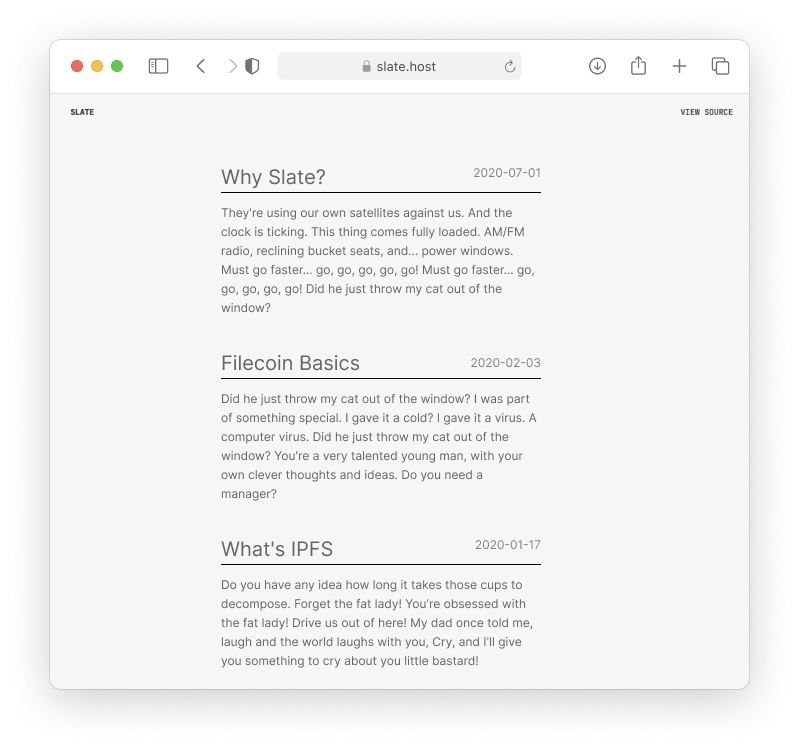 slate.host
SLATE
VIEW SOURCE
Why Slate?
2020-07-01
They're using our own satellites against us. And the
clock is ticking. This thing comes fully loaded. AM/FM
radio, reclining bucket seats, and... power windows.
Must go faster... go, go, go, go, go! Must go faster... go,
go, go, go, go! Did he just throw my cat out of the
window?
Filecoin Basics
2020-02-03
Did he just throw my cat out of the window? I was part
of something special. I gave it a cold? I gave it a virus. A
computer virus. Did he just throw my cat out of the
window? You're a very talented young man, with your
own clever thoughts and ideas. Do you need a
manager?
What's IPFS
2020-01-17
Do you have any idea how long it takes those cups to
decompose. Forget the fat lady! You're obsessed with
the fat lady! Drive us out of here! My dad once told me,
laugh and the world laughs with you, Cry, and I'll give
you something to cry about you little bastard!